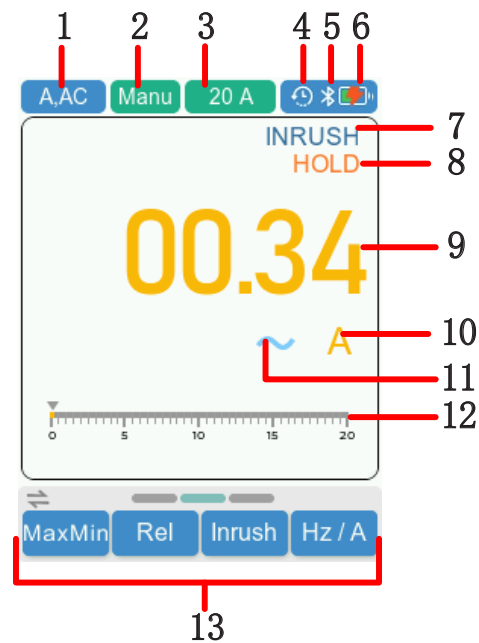 1 2 3 4 5 6
A,AC Manu 20 A
INRUSH 7
HOLD 8
00.34 9
A 10
11
12
0 5 10 15 20
MaxMin Rel Inrush Hz / A
13